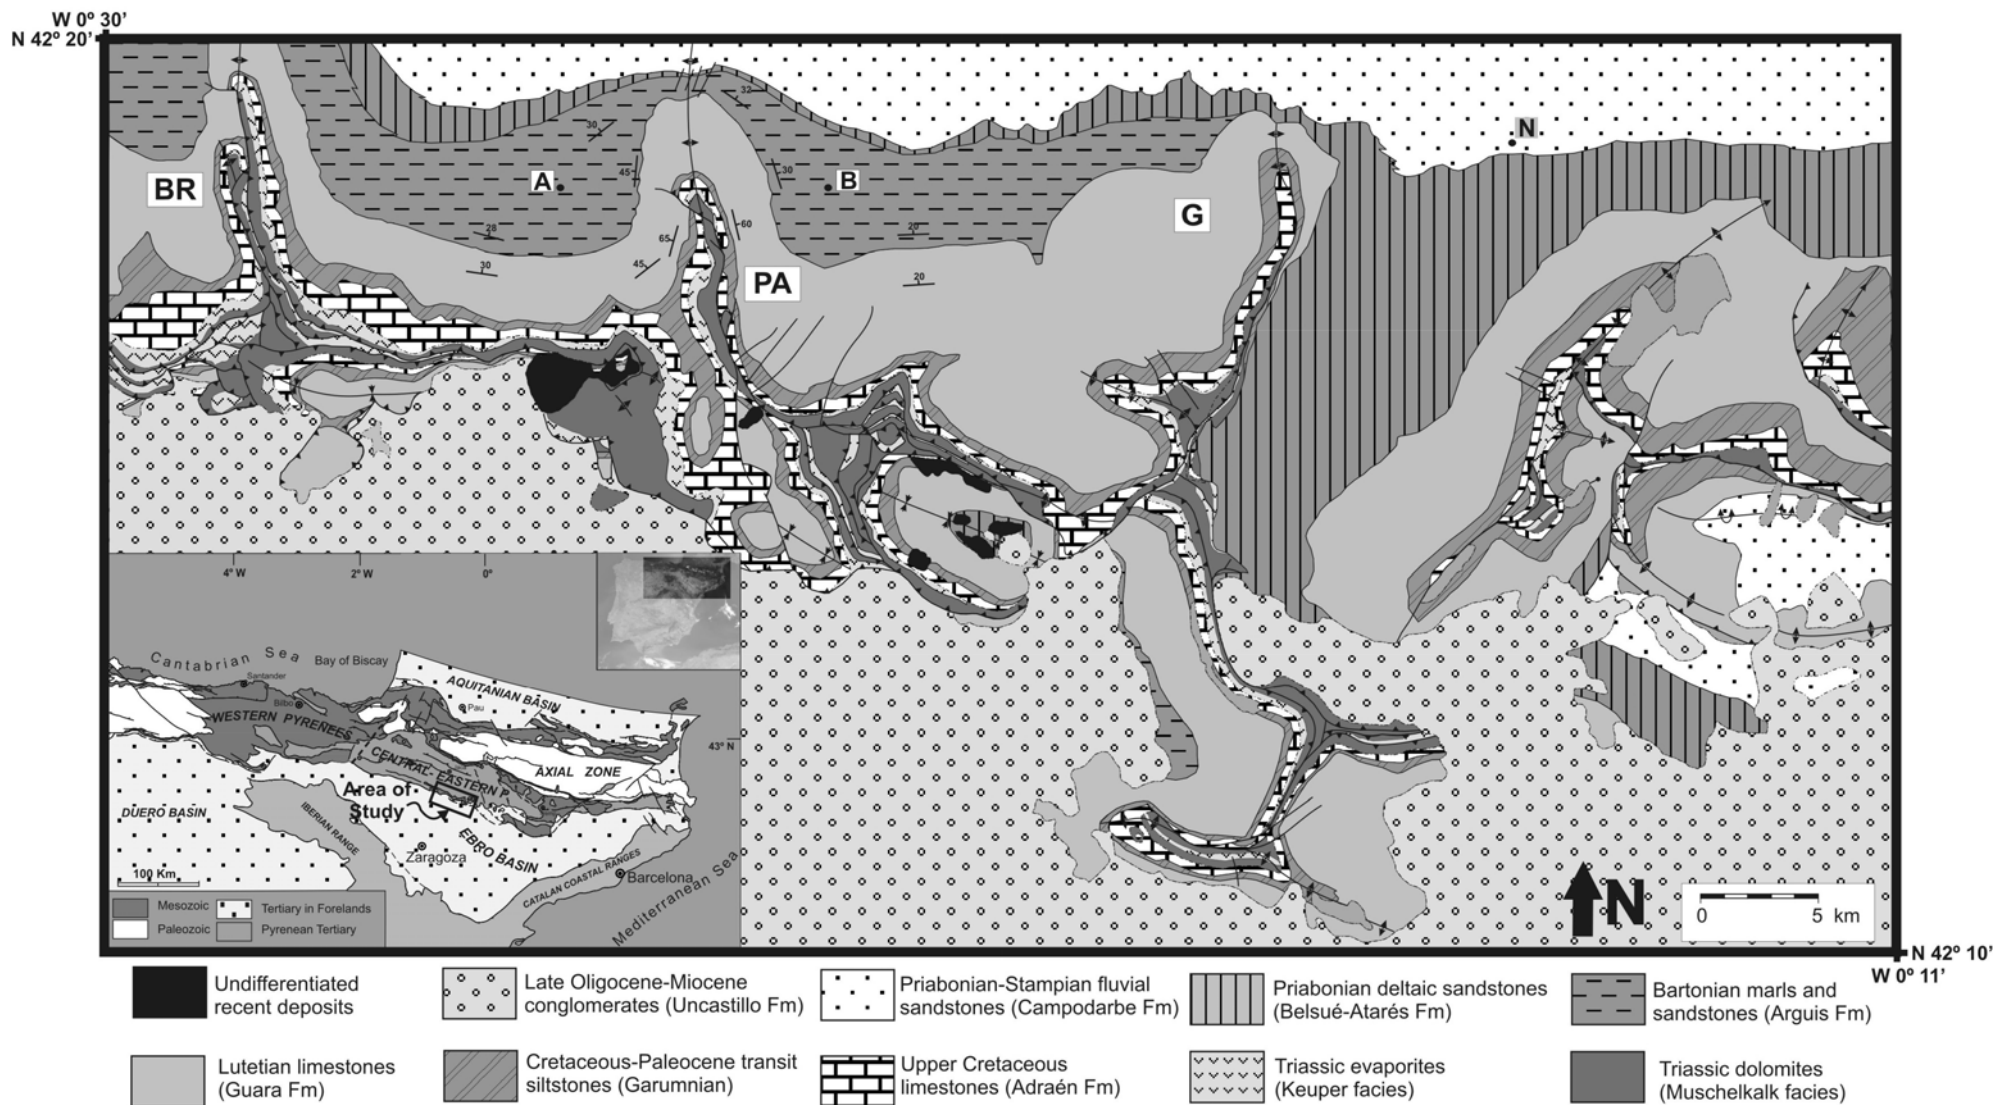 W 0º 30'
N 42º 20'
BR
A
B
PA
G
N
30
32
45
30
28
60
65
20
30
45
20
4º W
2º W
0º
Cantabrian Sea
Bay of Biscay
Santander
Bilbo
AQUITANIAN BASIN
Pau
WESTERN PYRENEES
43º N
CENTRAL-EASTERN P.
AXIAL ZONE
Area of
Study
DUERO BASIN
IBERIAN RANGE
EBRO BASIN
Zaragoza
CATALAN COASTAL RANGES
Barcelona
100 Km
Mediterranean Sea
Mesozoic
Tertiary in Forelands
Paleozoic
Pyrenean Tertiary
N
0
5 km
N 42º 10'
W 0º 11'
Undifferentiated
recent deposits
Late Oligocene-Miocene
conglomerates (Uncastillo Fm)
Priabonian-Stampian fluvial
sandstones (Campodarbe Fm)
Priabonian deltaic sandstones
(Belsué-Atarés Fm)
Bartonian marls and
sandstones (Arguis Fm)
Lutetian limestones
(Guara Fm)
Cretaceous-Paleocene transit
siltstones (Garumnian)
Upper Cretaceous
limestones (Adraén Fm)
Triassic evaporites
(Keuper facies)
Triassic dolomites
(Muschelkalk facies)